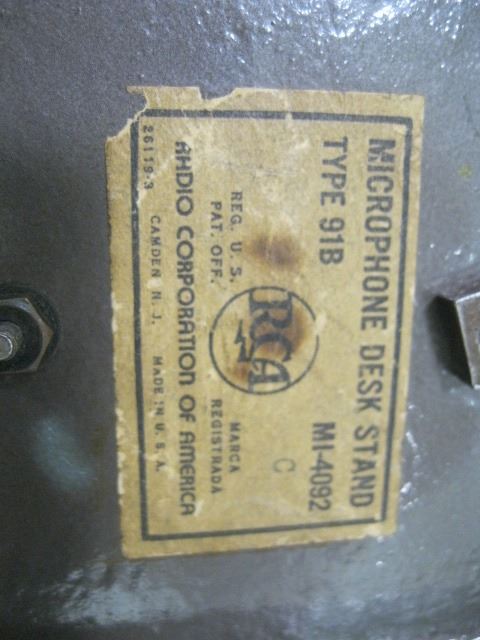 MICROPHONE DESK STAND
TYPE 91B MI-4092
C
REG. U. S. PAT. OFF.
RCA
MARCA REGISTRADA
RADIO CORPORATION OF AMERICA
26119-3 CAMDEN N. J. MADE IN U. S. A.